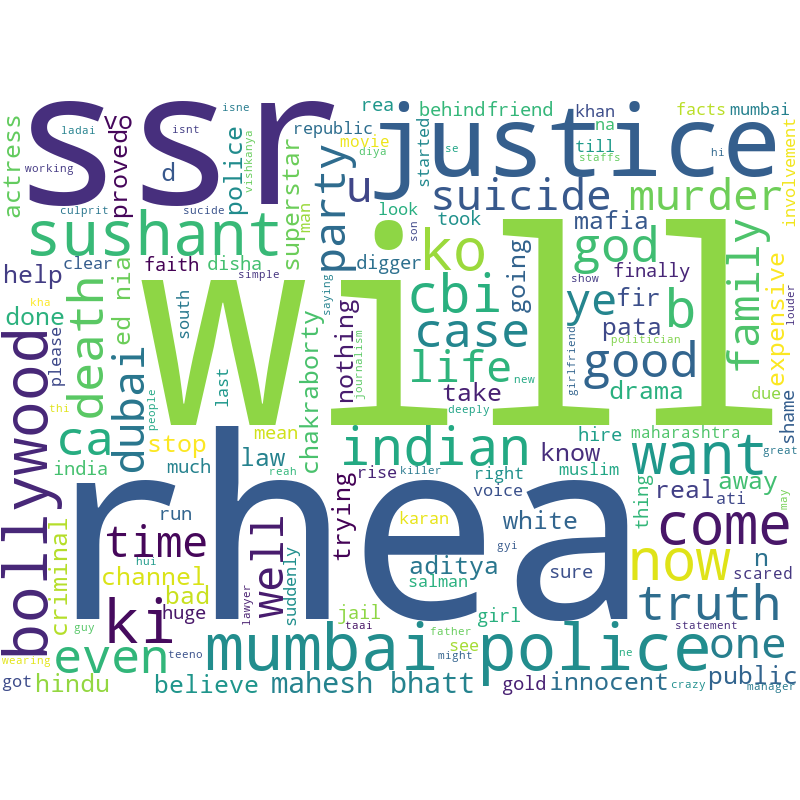 ssr
justice
will
rhea
sushant
bollywood
mumbai police
suicide
murder
party
u
ko
god
family
b
cbi
case
life
ye
good
death
dubai
ca
indian
want
come
now
truth
one
time
ki
well
even
mahesh bhatt
believe
hindu
innocent
public
gold
actress
vo
provedo
d
police
superstar
man
republic
movie
rea
behind
friend
started
na
khan
till
facts
mumbai
hi
staffs
involvement
isne
isnt
ladai
working
culprit
sucide
vishkanya
diya
se
look
took
son
mafia
digger
going
finally
fir
pata
show
louder
expensive
help
clear
faith
disha
simple
saying
done
ed nia
please
kha
thi
south
last
people
chakraborty
nothing
journalism
take
deeply
new
girlfriend
politician
drama
due
shame
great
stop
mean
india
much
law
rise
killer
reah
trying
know
right
voice
hire
muslim
maharashtra
thing
real
away
ati
n
scared
may
criminal
run
hui
channel
bad
huge
guy
suddenly
lawyer
karan
white
gyi
aditya
salman
sure
jail
taai
girl
father
see
might
ne
statement
crazy
manager
wearing
got
teeno